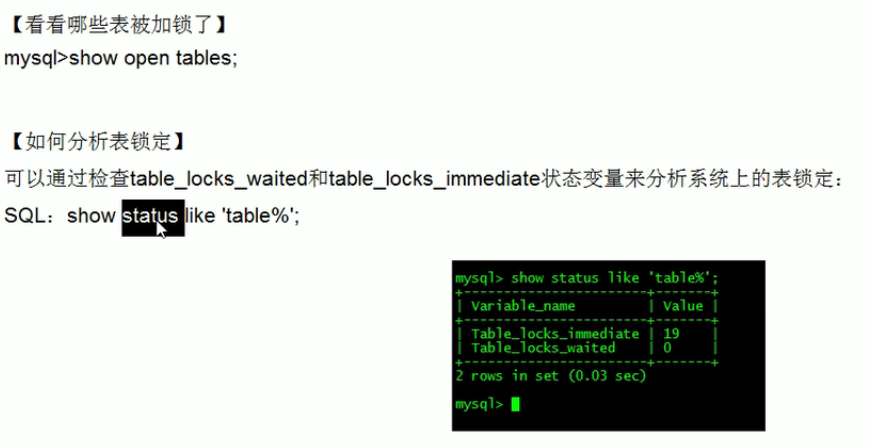 【看看哪些表被加锁了】
mysql>show open tables;
【如何分析表锁定】
可以通过检查table_locks_waited和table_locks_immediate状态变量来分析系统上的表锁定：
SQL：show status like 'table%';
mysql> show status like 'table%';
+-----------------------+-------+
| Variable_name         | Value |
+-----------------------+-------+
| Table_locks_immediate | 19    |
| Table_locks_waited    | 0     |
+-----------------------+-------+
2 rows in set (0.03 sec)
mysql>